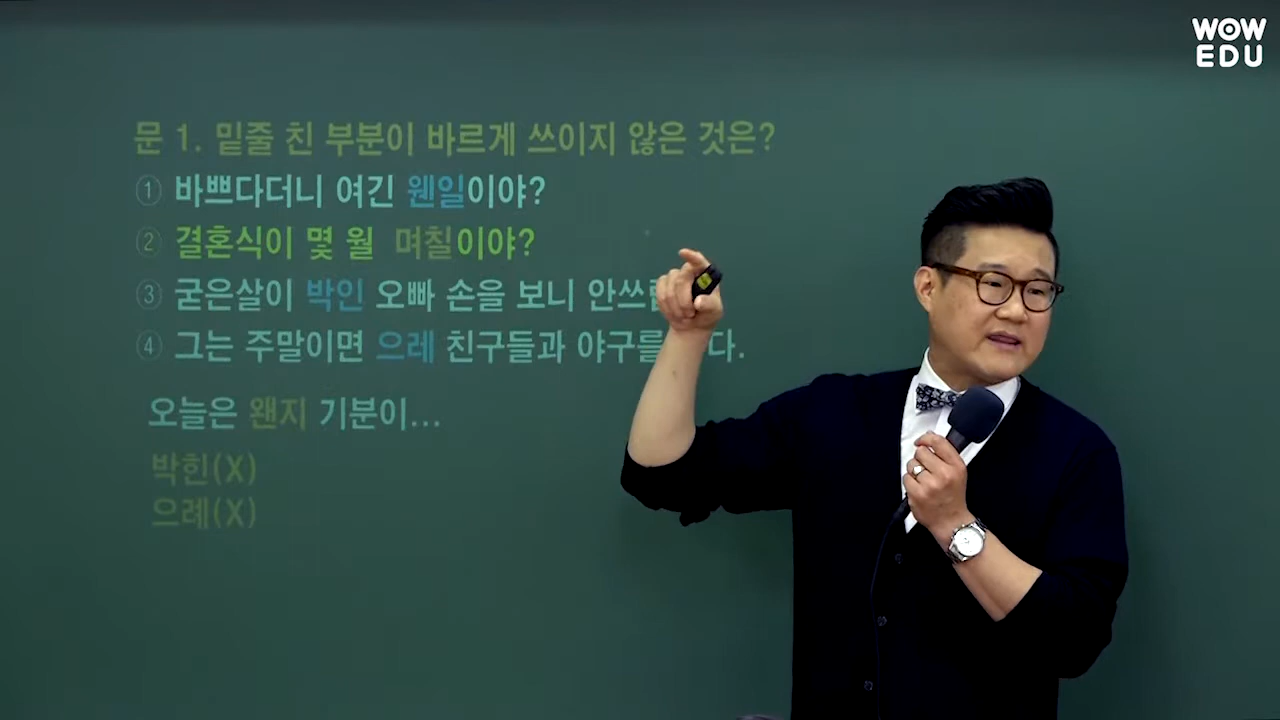 WOW
EDU
문 1. 밑줄 친 부분이 바르게 쓰이지 않은 것은?
① 바쁘다더니 여긴 웬일이야?
② 결혼식이 몇 월 며칠이야?
③ 굳은살이 박인 오빠 손을 보니
④ 그는 주말이면 으레 친구들과 야구를 다.
오늘은 왠지 기분이...
박힌(X)
으례(X)